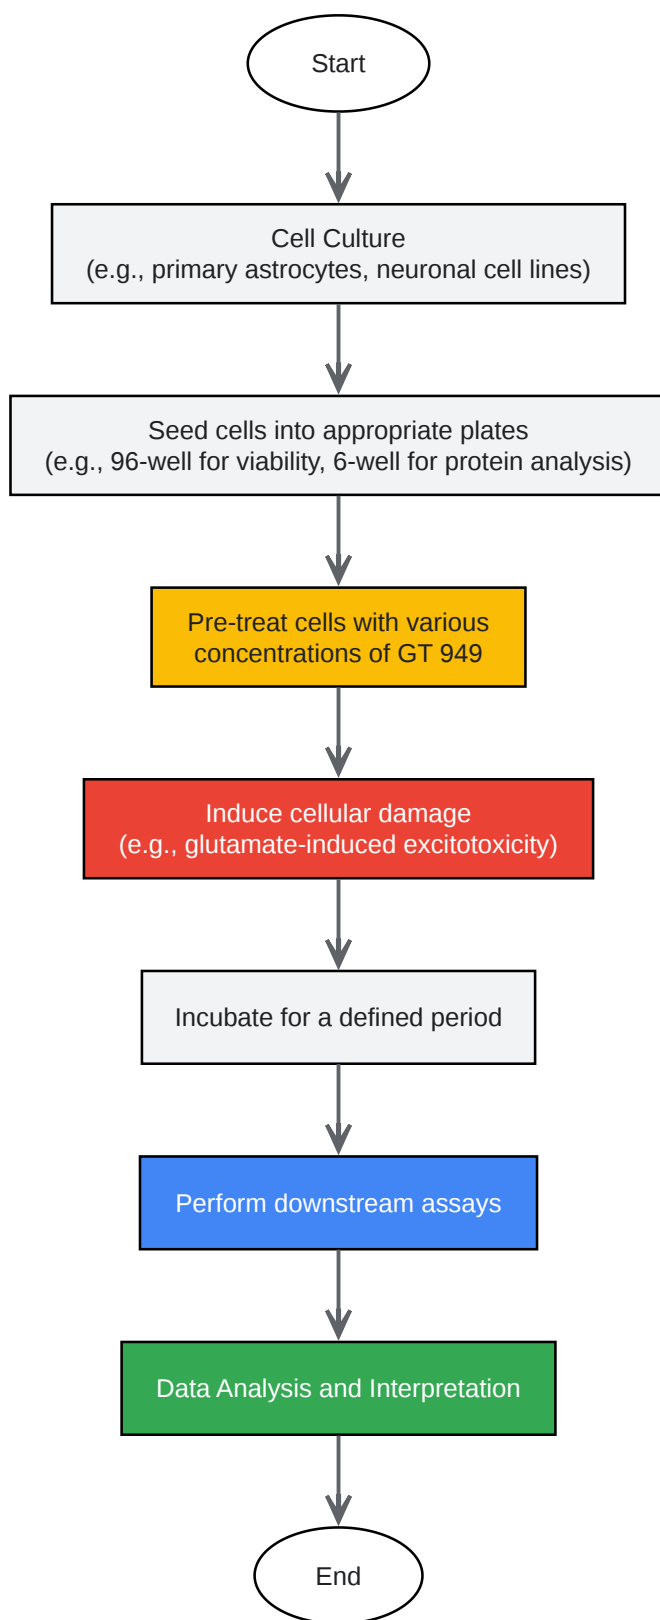 Start
Cell Culture
(e.g., primary astrocytes, neuronal cell lines)
Seed cells into appropriate plates
(e.g., 96-well for viability, 6-well for protein analysis)
Pre-treat cells with various
concentrations of GT 949
Induce cellular damage
(e.g., glutamate-induced excitotoxicity)
Incubate for a defined period
Perform downstream assays
Data Analysis and Interpretation
End